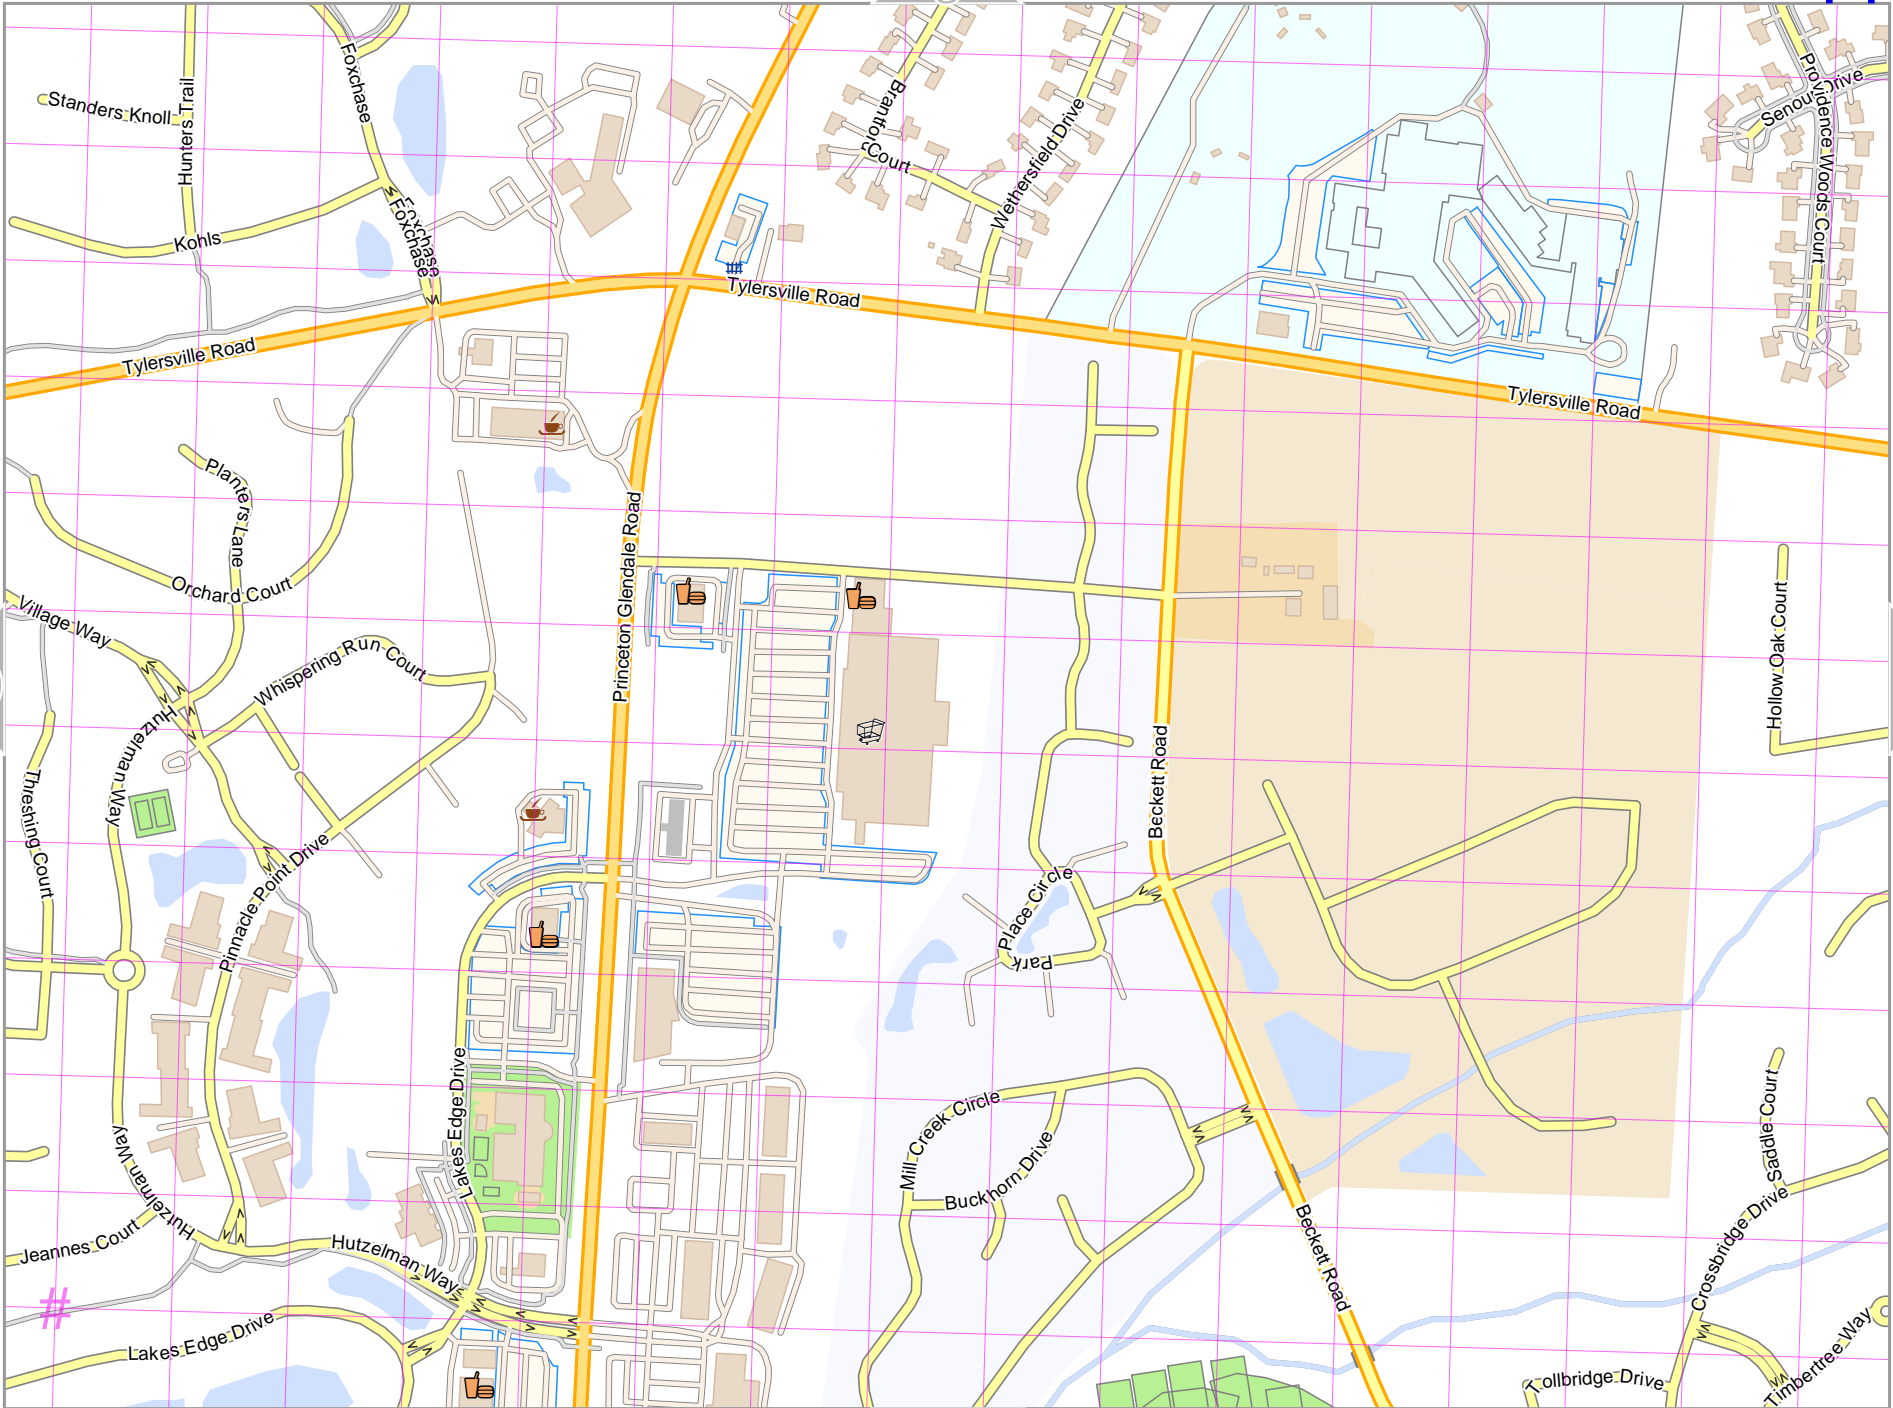 Foxchase
Standers Knoll
Hunters Trail
Kohls
Foxchase
Foxchase
Brantford
Court
Wethersfield Drive
Providence Woods Court
Senour Drive
Tylersville Road
Tylersville Road
Tylersville Road
Planters Lane
Orchard Court
Princeton Glendale Road
Village Way
Whispering Run Court
Hutzelman Way
Threshing Court
Pinnacle Point Drive
Beckett Road
Hollow Oak Court
Place Circle
Park
Lakes Edge Drive
Mill Creek Circle
Buckhorn Drive
Saddle Court
Hutzelman Way
Jeannes Court
Hutzelman Way
Beckett Road
Crossbridge Drive
#
Lakes Edge Drive
Tollbridge Drive
Timbertree Way